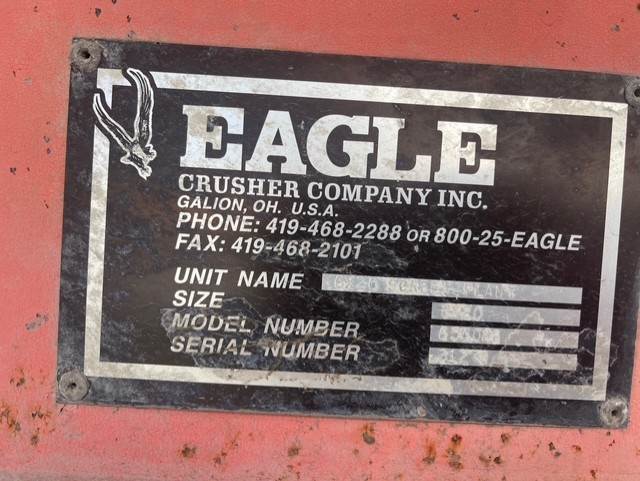 EAGLE
CRUSHER COMPANY INC.
GALION, OH. U.S.A.
PHONE: 419-468-2288 OR 800-25-EAGLE
FAX: 419-468-2101
UNIT NAME
SIZE
MODEL NUMBER
SERIAL NUMBER